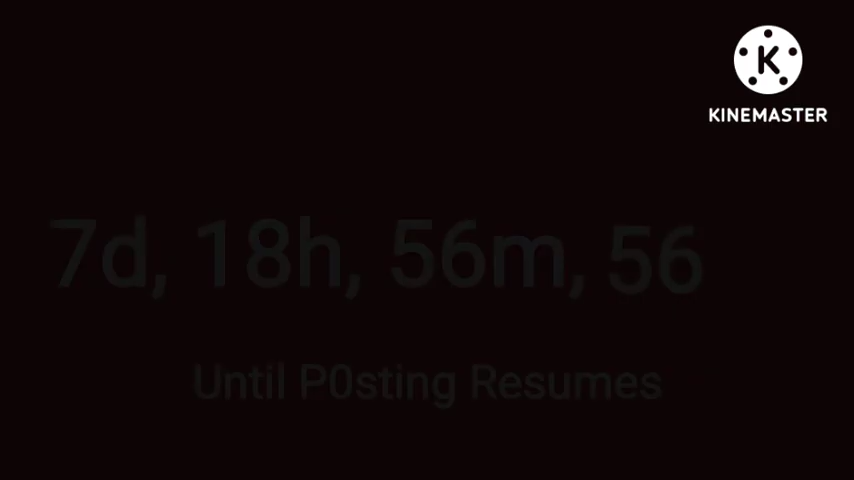 K
KINEMASTER
7d, 18h, 56m, 56
Until P0sting Resumes